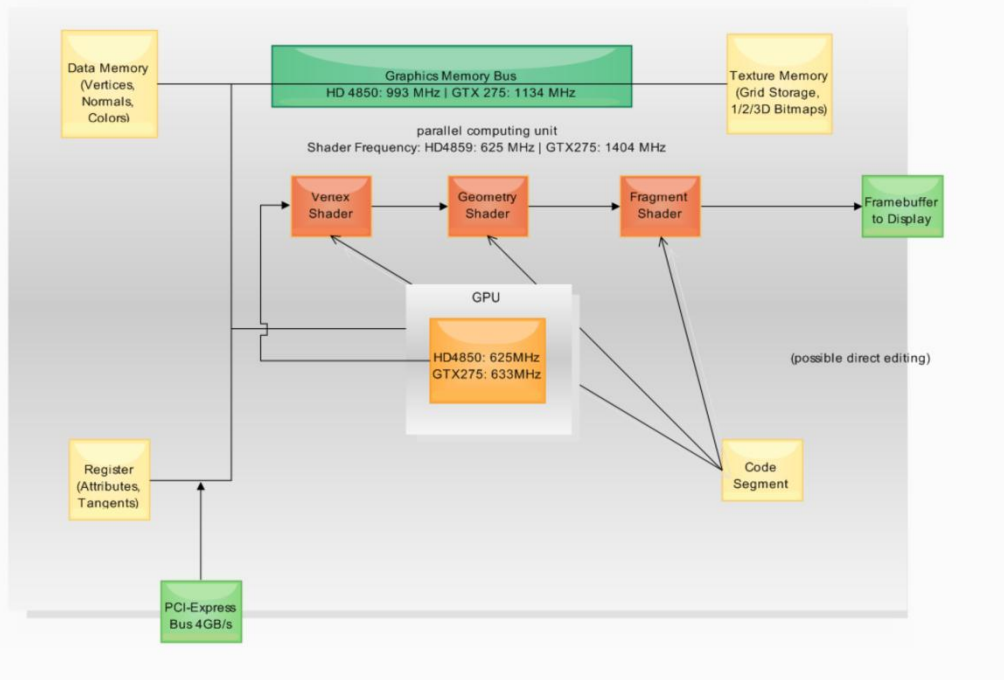 Data Memory
(Vertices,
Normals,
Colors)
Graphics Memory Bus
HD 4850: 993 MHz | GTX 275: 1134 MHz
Texture Memory
(Grid Storage,
1/2/3D Bitmaps)
parallel computing unit
Shader Frequency: HD4859: 625 MHz | GTX275: 1404 MHz
Vertex
Shader
Geometry
Shader
Fragment
Shader
Framebuffer
to Display
GPU
HD4850: 625MHz
GTX275: 633MHz
(possible direct editing)
Register
(Attributes,
Tangents)
Code
Segment
PCI-Express
Bus 4GB/s